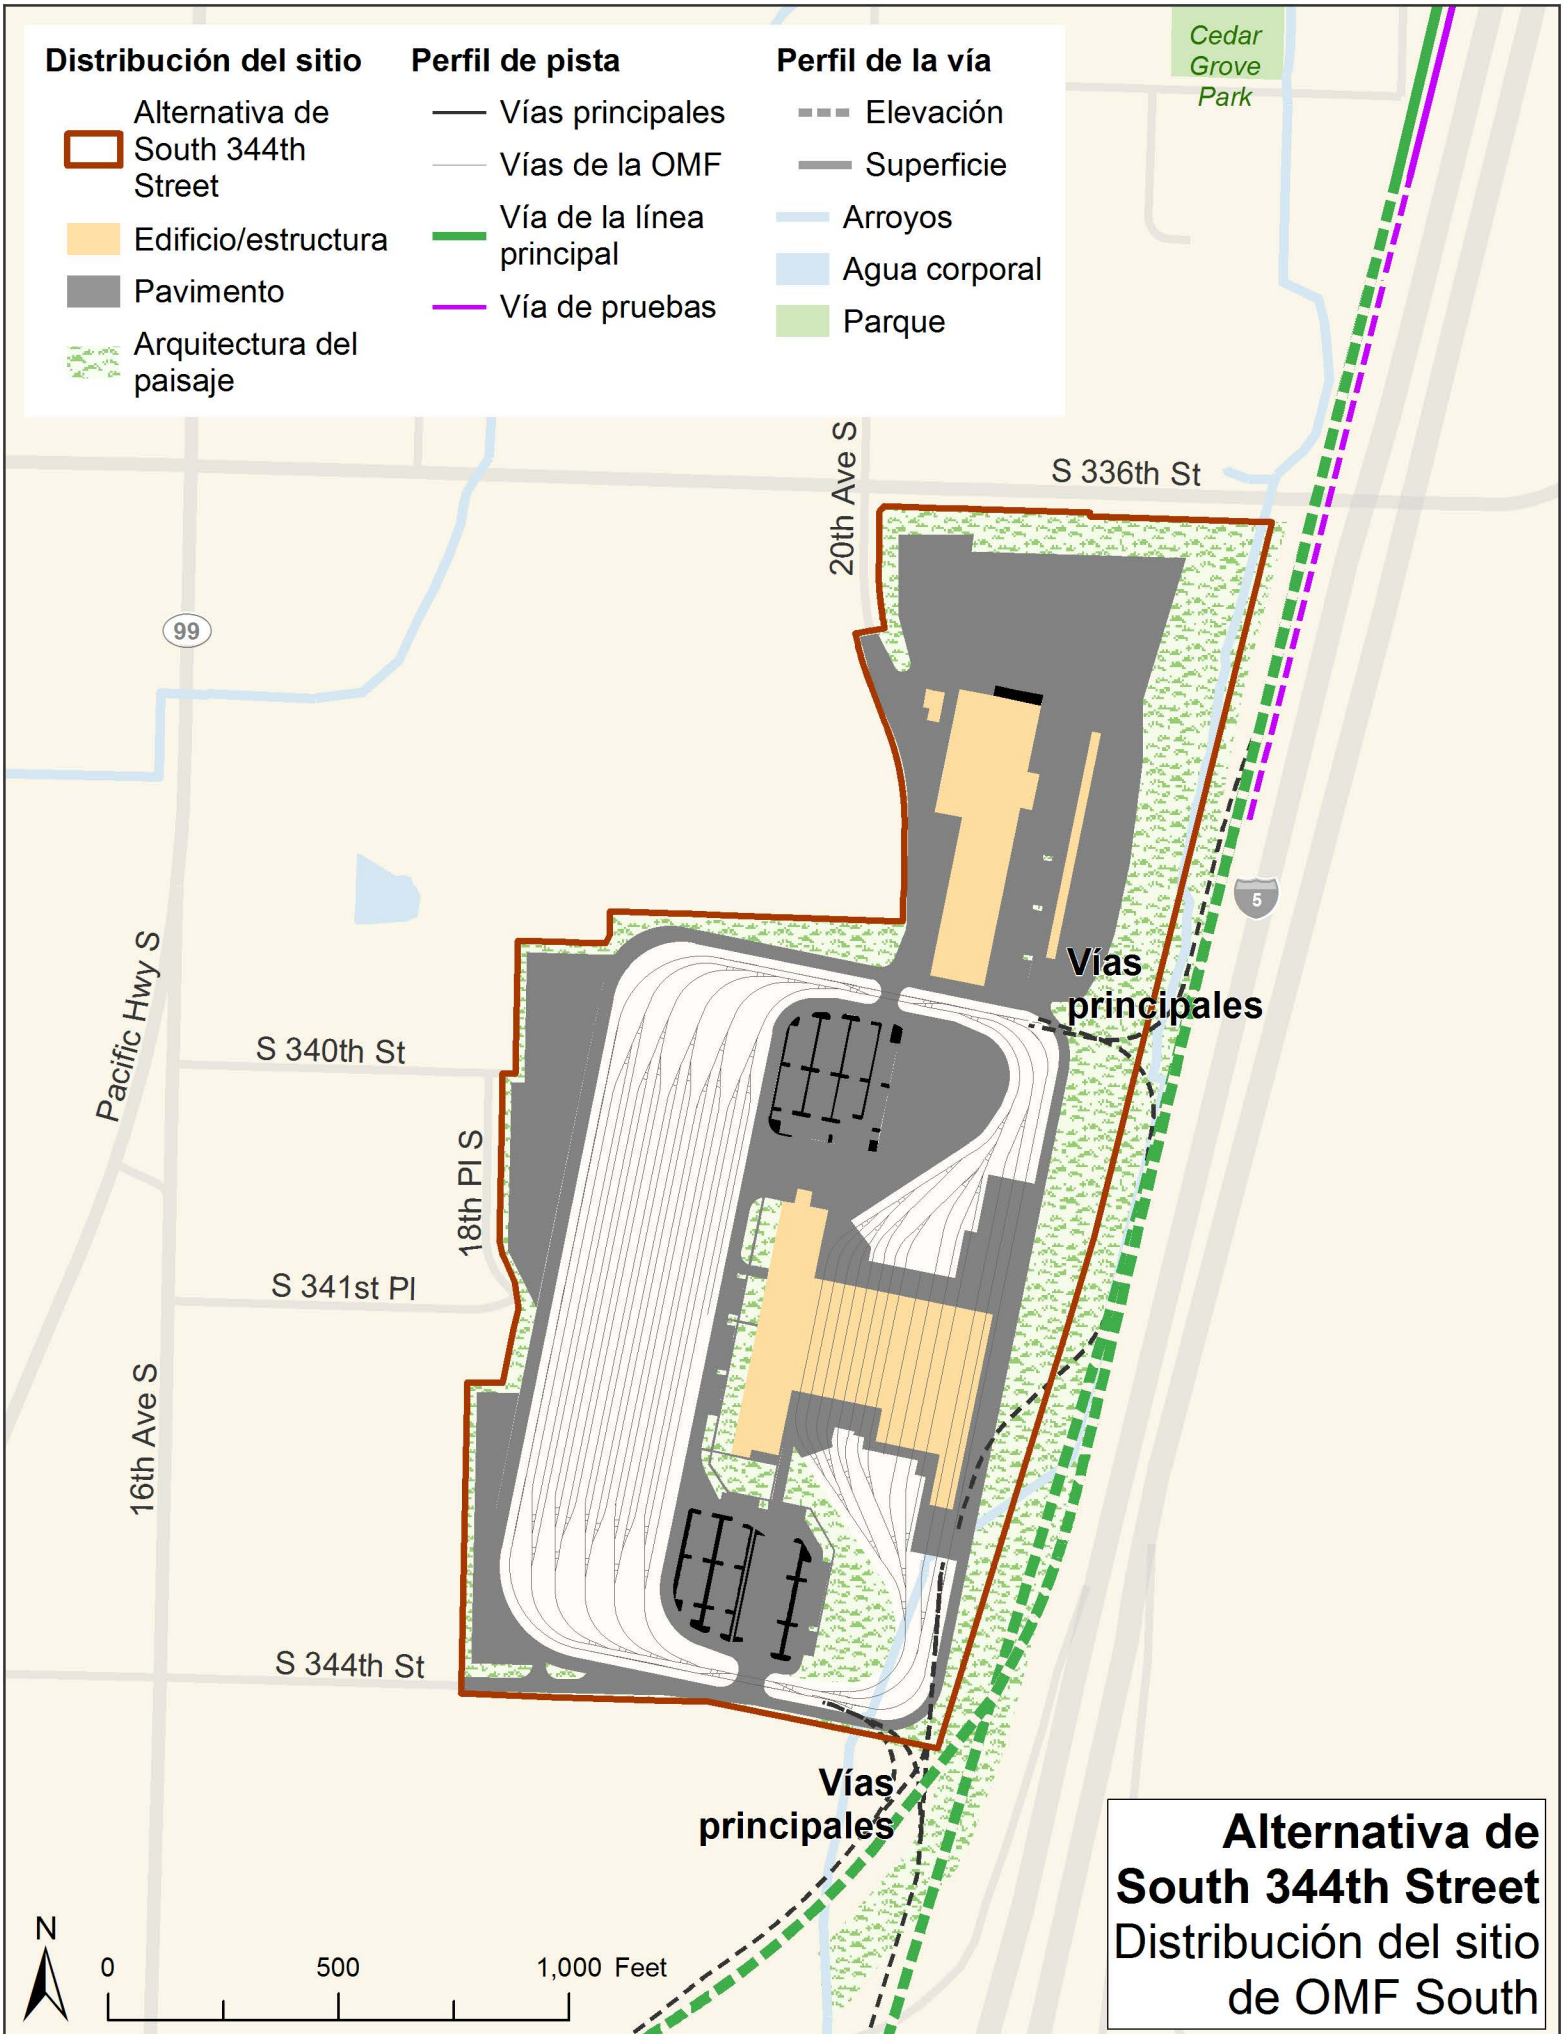 Distribución del sitio
Alternativa de
South 344th
Street
Edificio/estructura
Pavimento
Arquitectura del
paisaje
Perfil de pista
Vías principales
Vías de la OMF
Vía de la línea
principal
Vía de pruebas
Perfil de la vía
Elevación
Superficie
Arroyos
Agua corporal
Parque
Cedar
Grove
Park
S 336th St
20th Ave S
99
5
Vías
principales
Pacific Hwy S
S 340th St
18th Pl S
S 341st Pl
16th Ave S
S 344th St
Vías
principales
N
0 500 1,000 Feet
Alternativa de
South 344th Street
Distribución del sitio
de OMF South